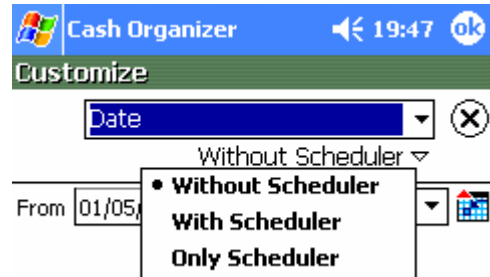 Cash Organizer 19:47 ok
Customize
Date
Without Scheduler
• Without Scheduler
With Scheduler
Only Scheduler
From 01/05/